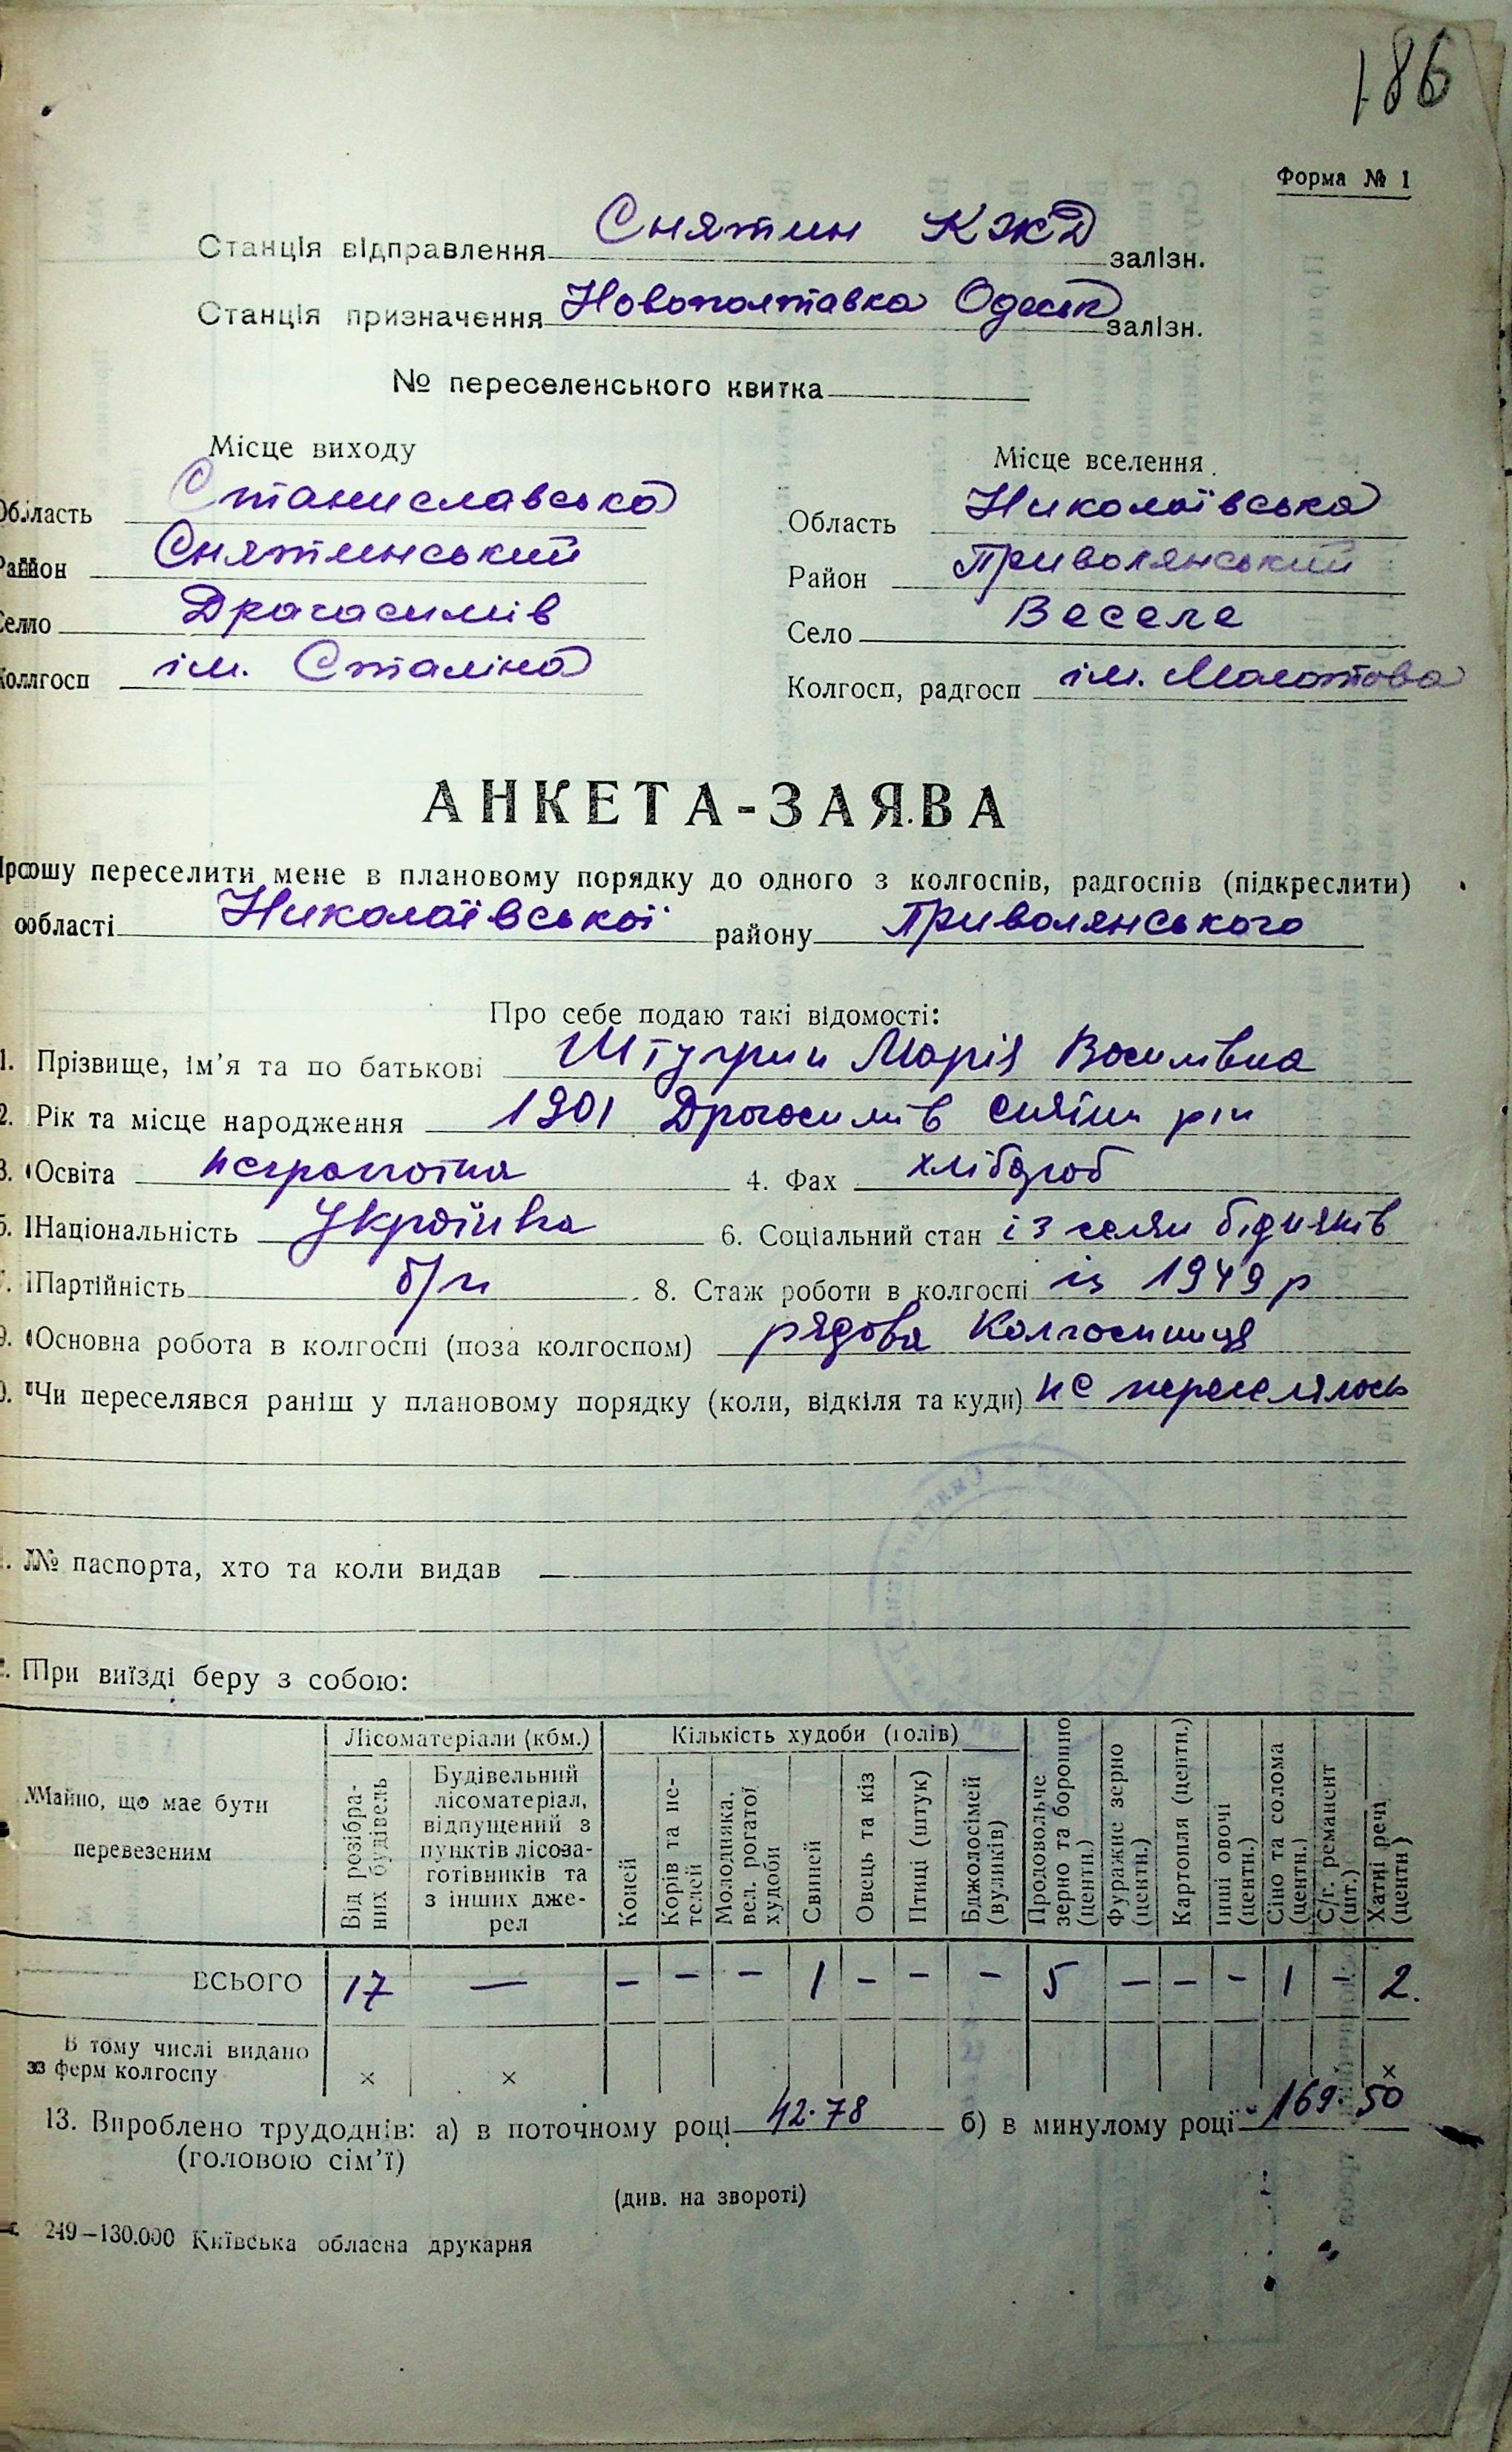 186
Форма № 1
Станція відправлення Снятин КЖД залізн.
Станція призначення Новополтавка Одеськ залізн.
№ переселенського квитка
Місце виходу
Область Станиславська
Район Снятинський
Село Драгасимів
Колгосп ім. Сталіна
Місце вселення
Область Николаївська
Район Приволянський
Село Веселе
Колгосп, радгосп ім. Молотова
АНКЕТА-ЗАЯВА
Прошу переселити мене в плановому порядку до одного з колгоспів, радгоспів (підкреслити)
області Николаївської району Приволянського
Про себе подаю такі відомості:
1. Прізвище, ім'я та по батькові Марія Василівна
2. Рік та місце народження 1901 Драгасимів Снятин р-н
3. Освіта неграмотна 4. Фах хлібороб
5. Національність Українка 6. Соціальний стан із селян бідняків
7. Партійність б/п 8. Стаж роботи в колгоспі із 1949 р
9. Основна робота в колгоспі (поза колгоспом) рядова колгоспниця
0. Чи переселявся раніш у плановому порядку (коли, відкіля та куди) не переселялась
№ паспорта, хто та коли видав
При виїзді беру з собою:
Майно, що має бути перевезеним
Лісоматеріали (кбм.)
Від розібраних будівель
Будівельний лісоматеріал, відпущений з пунктів лісозаготівників та з інших джерел
Кількість худоби (голів)
Коней
Корів та нетелей
Молодняка, вел. рогатої худоби
Свиней
Овець та кіз
Птиці (штук)
Бджолосімей (вуликів)
Продовольче зерно та борошно (центн.)
Фуражне зерно (центн.)
Картопля (центн.)
Інші овочі (центн.)
Сіно та солома (центн.)
С/г. реманент (шт.)
Хатні речі (центн)
ВСЬОГО 17 — – – – 1 – – – 5 – – – 1 – 2.
В тому числі видано
з ферм колгоспу × × ×
13. Вироблено трудоднів: а) в поточному році 42.78 б) в минулому році 169.50
(головою сім'ї)
(див. на звороті)
249–130.000 Київська обласна друкарня